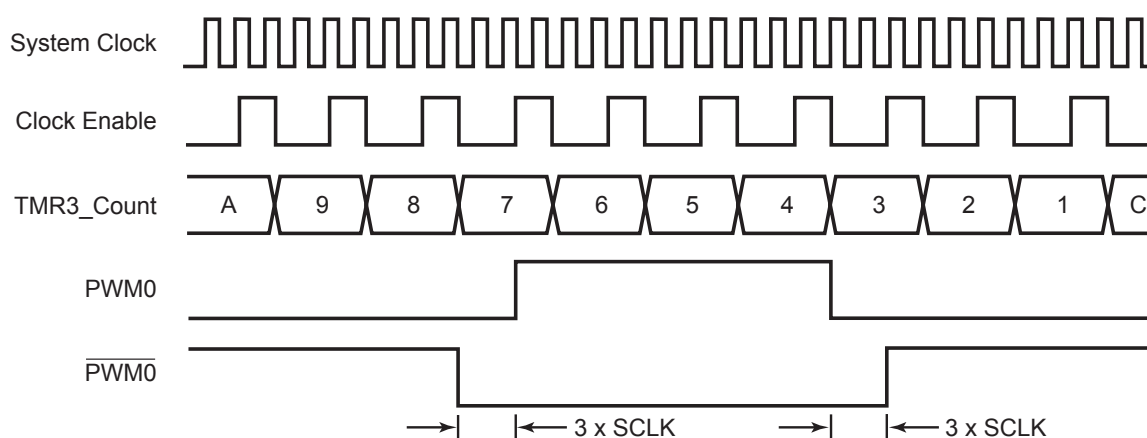 System Clock
Clock Enable
TMR3_Count A 9 8 7 6 5 4 3 2 1 C
PWM0
PWM0
3 x SCLK 3 x SCLK